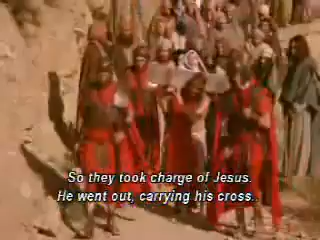 So they took charge of Jesus.
He went out, carrying his cross..